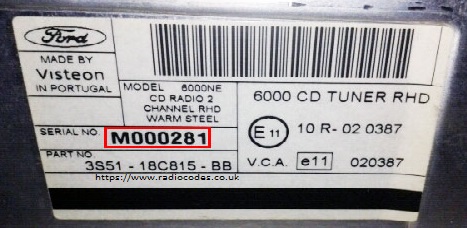 Ford
MADE BY
Visteon
IN PORTUGAL
MODEL 6000NE
CD RADIO 2
CHANNEL RHD
WARM STEEL
6000 CD TUNER RHD
SERIAL NO. M000281
E11 10 R- 02 0387
PART NO.
3S51 - 18C815 - BB
V.C.A. e11 020387
https://www.radiocodes.co.uk